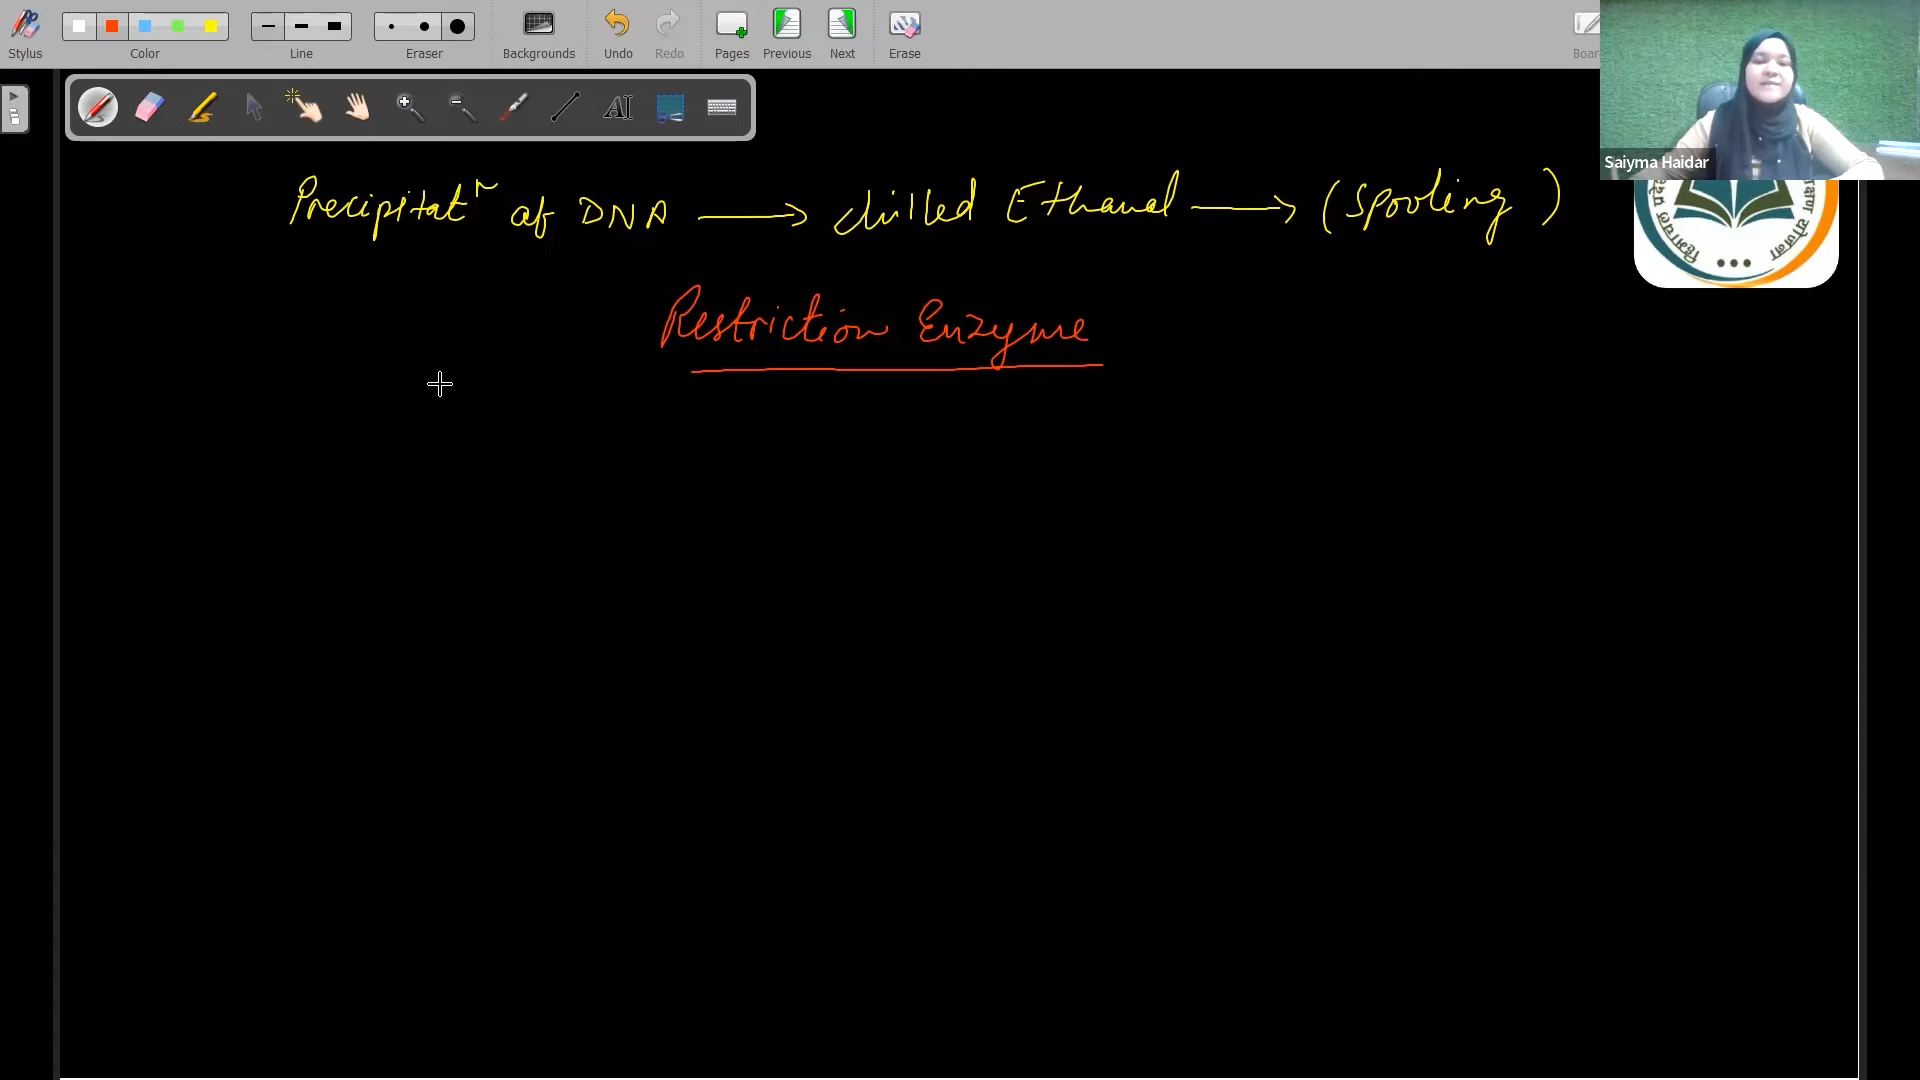 Stylus Color Line Eraser Backgrounds Undo Redo Pages Previous Next Erase Boar
Saiyma Haidar
Precipitatⁿ of DNA ⟶ chilled Ethanol ⟶ (Spooling)
Restriction Enzyme